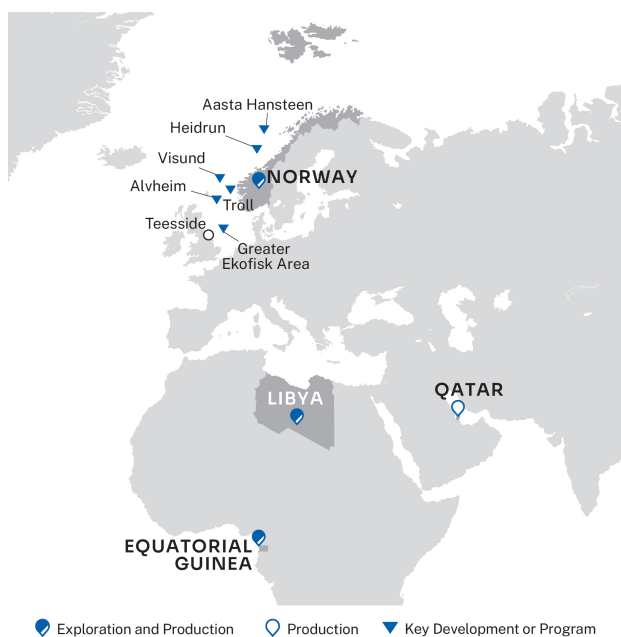 Aasta Hansteen
Heidrun
Visund
NORWAY
Alvheim
Troll
Teesside
Greater
Ekofisk Area
QATAR
LIBYA
EQUATORIAL
GUINEA
Exploration and Production
Production
Key Development or Program